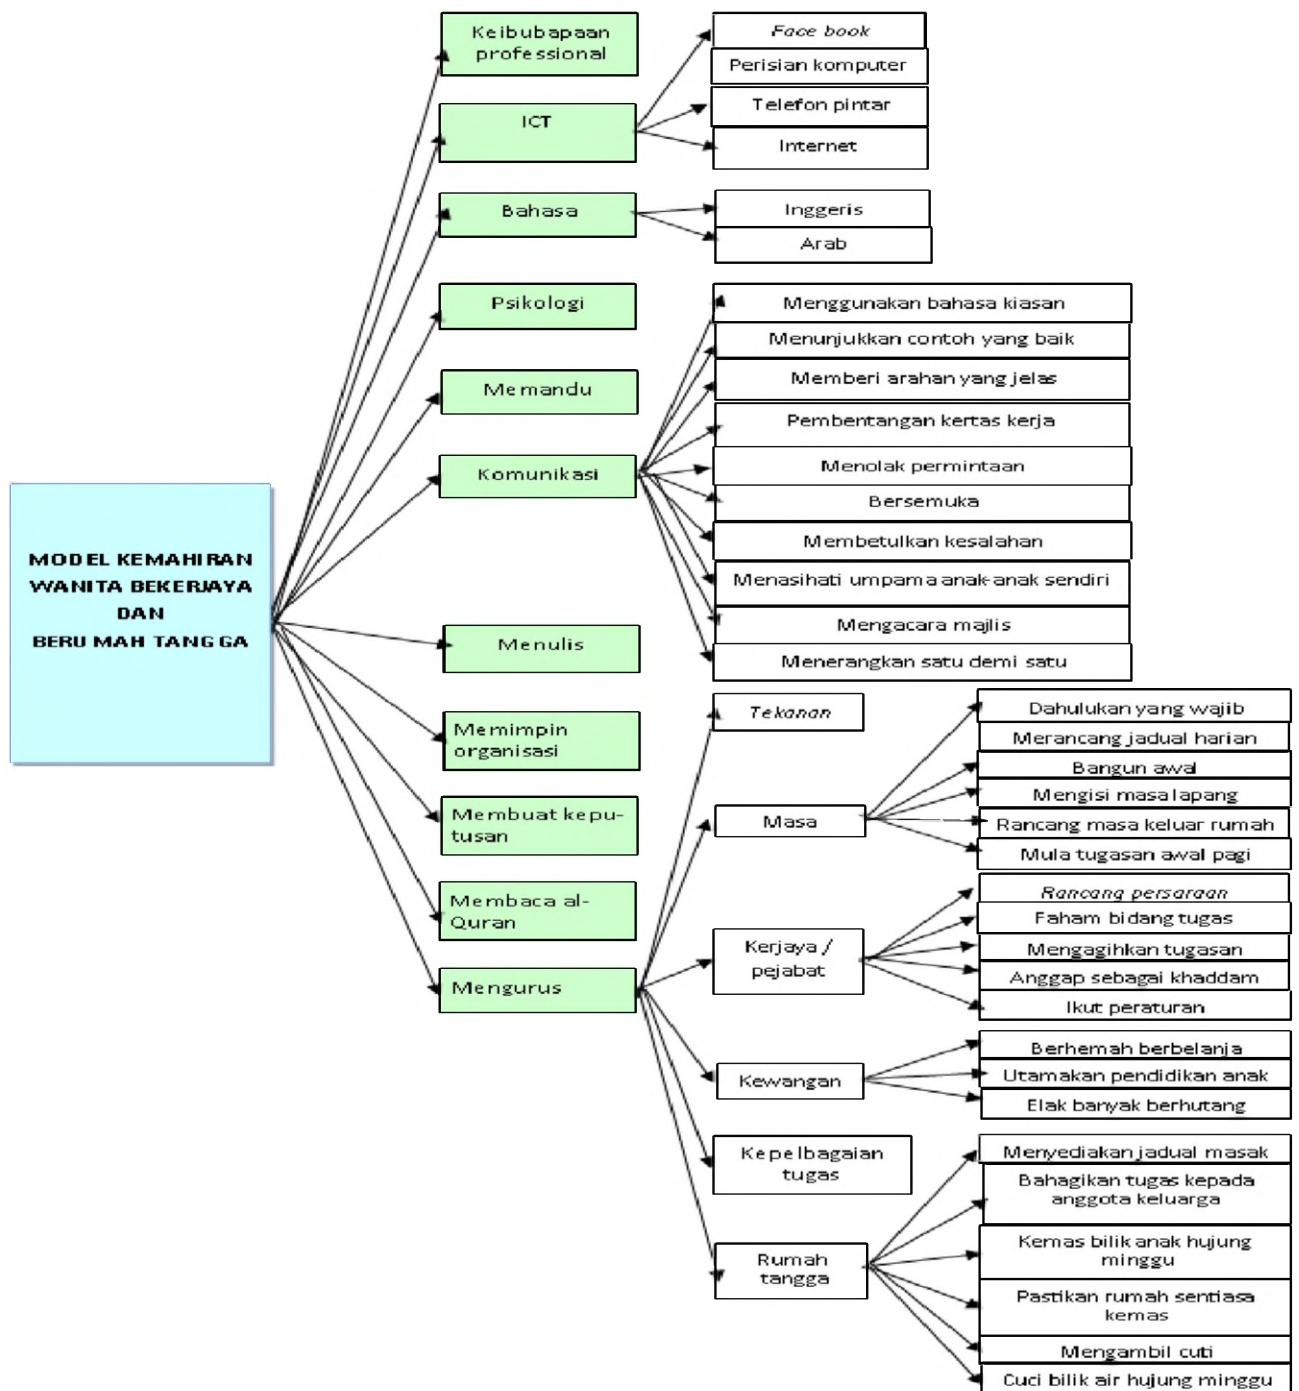 Keibubapaan
professional
ICT
Face book
Perisian komputer
Telefon pintar
Internet
Bahasa
Inggeris
Arab
Psikologi
Memandu
Komunikasi
Menggunakan bahasa kiasan
Menunjukkan contoh yang baik
Memberi arahan yang jelas
Pembentangan kertas kerja
Menolak permintaan
Bersemuka
Membetulkan kesalahan
Menasihati umpama anak-anak sendiri
Mengacara majlis
Menerangkan satu demi satu
MODEL KEMAHIRAN
WANITA BEKERJAYA
DAN
BERUMAH TANGGA
Menulis
Memimpin
organisasi
Membuat kepu-
tusan
Membaca al-
Quran
Mengurus
Tekanan
Masa
Dahulukan yang wajib
Merancang jadual harian
Bangun awal
Mengisi masa lapang
Rancang masa keluar rumah
Mula tugasan awal pagi
Kerjaya /
pejabat
Rancang persaraan
Faham bidang tugas
Mengagihkan tugasan
Anggap sebagai khaddam
Ikut peraturan
Kewangan
Berhemah berbelanja
Utamakan pendidikan anak
Elak banyak berhutang
Kepelbagaian
tugas
Rumah
tangga
Menyediakan jadual masak
Bahagikan tugas kepada
anggota keluarga
Kemas bilik anak hujung
minggu
Pastikan rumah sentiasa
kemas
Mengambil cuti
Cuci bilik air hujung minggu